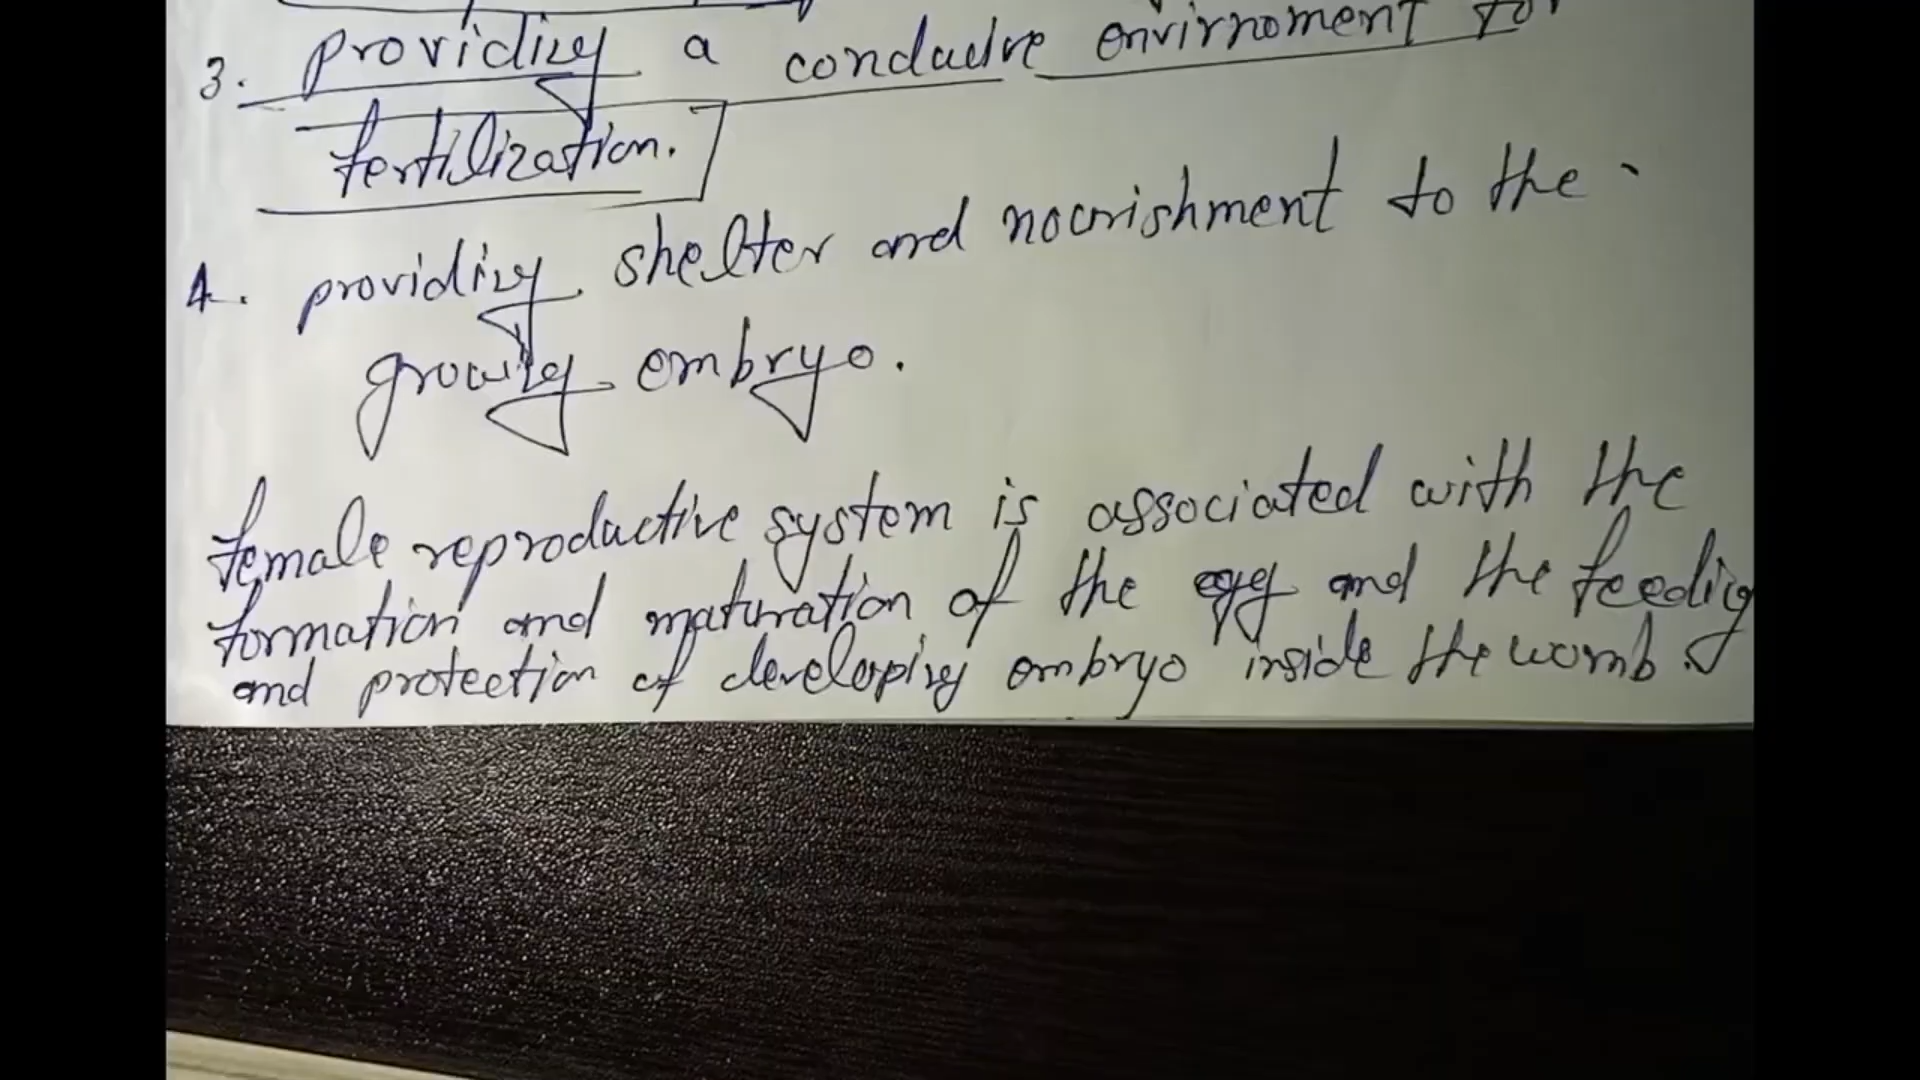 3. providing a conducive envirnoment for
fertilization.
4. providing shelter and nourishment to the
growing embryo.
female reproductive system is associated with the
formation and maturation of the egg and the feeding
and protection of developing embryo inside the womb.